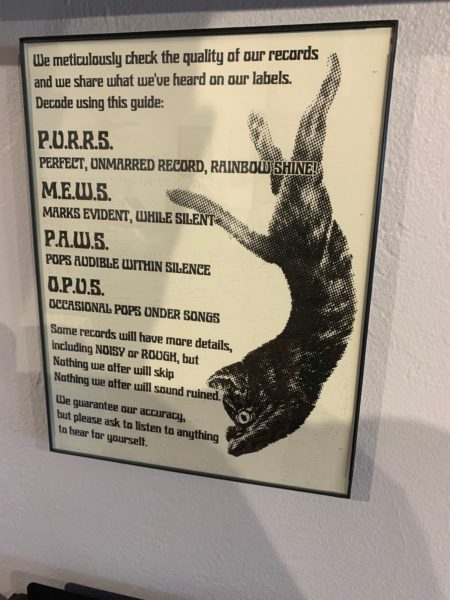 We meticulously check the quality of our records
and we share what we've heard on our labels.
Decode using this guide:
P.U.R.R.S.
PERFECT, UNMARRED RECORD, RAINBOW SHINE!
M.E.W.S.
MARKS EVIDENT, WHILE SILENT
P.A.W.S.
POPS AUDIBLE WITHIN SILENCE
O.P.U.S.
OCCASIONAL POPS UNDER SONGS
Some records will have more details,
including NOISY or ROUGH, but
Nothing we offer will skip
Nothing we offer will sound ruined.
We guarantee our accuracy,
but please ask to listen to anything
to hear for yourself.